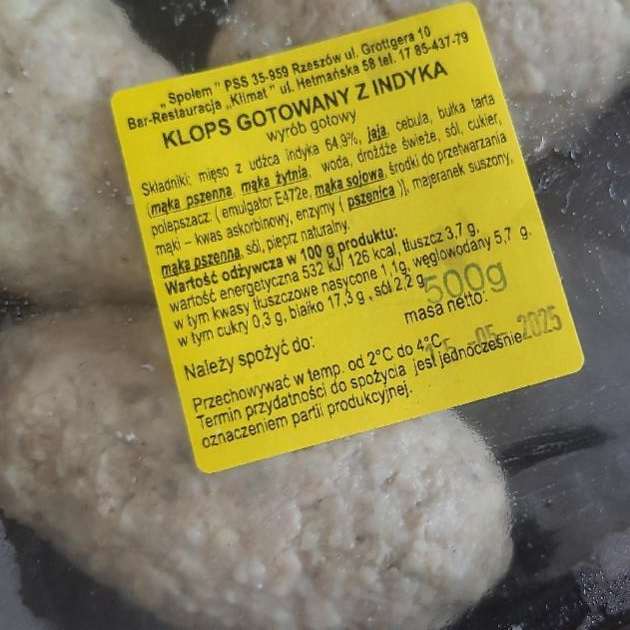 „Społem" PSS 35-959 Rzeszów ul. Grottgera 10
Bar-Restauracja „Klimat" ul. Hetmańska 58 tel. 17 85-437-79
KLOPS GOTOWANY Z INDYKA
wyrób gotowy
Składniki: mięso z udźca indyka 64,9%, jaja, cebula, bułka tarta
(mąka pszenna, mąka żytnia, woda, drożdże świeże, sól, cukier,
polepszacz: (emulgator E472e, mąka sojowa, środki do przetwarzania
mąki – kwas askorbinowy, enzymy ( pszenica )), majeranek suszony,
mąka pszenna, sól, pieprz naturalny.
Wartość odżywcza w 100 g produktu:
wartość energetyczna 532 kJ/ 126 kcal, tłuszcz 3,7 g,
w tym kwasy tłuszczowe nasycone 1,1g, węglowodany 5,7 g.
w tym cukry 0,3 g, białko 17,3 g , sól 2,2 g
500g
masa netto:
Należy spożyć do:
-05- 2025
Przechowywać w temp. od 2°C do 4°C
Termin przydatności do spożycia jest jednocześnie
oznaczeniem partii produkcyjnej.